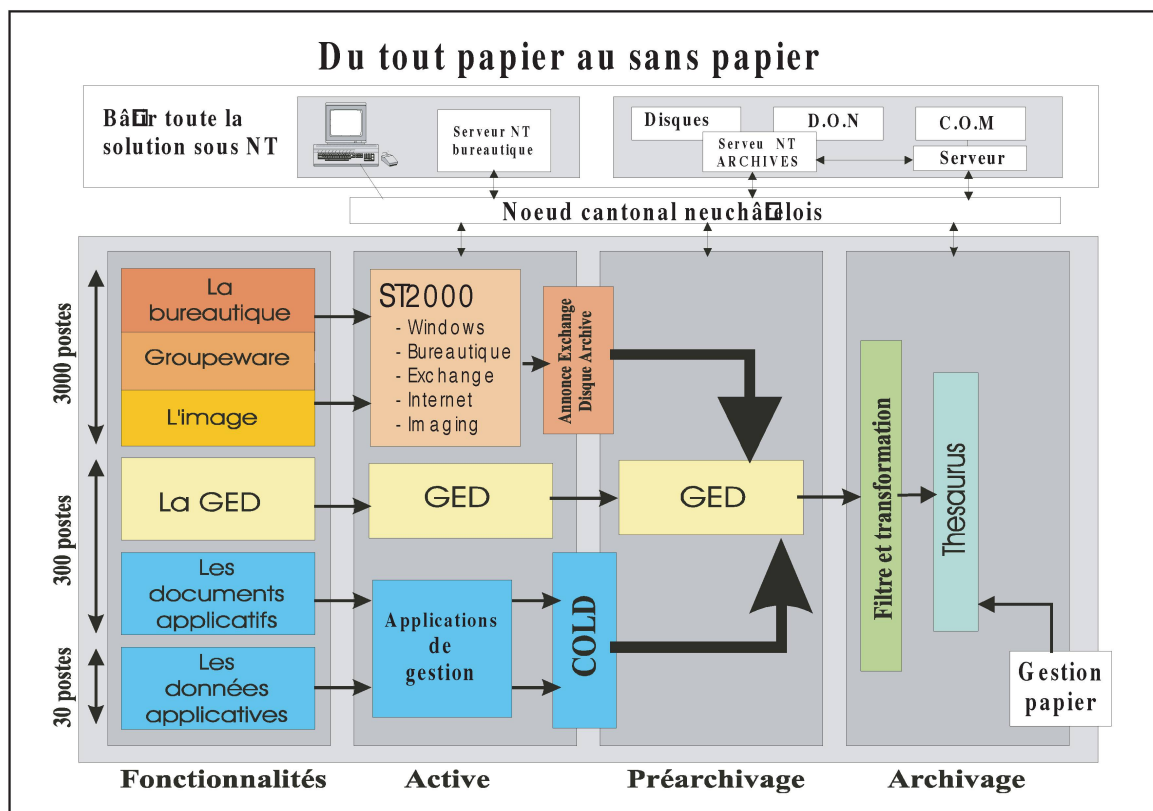 Du tout papier au sans papier
Bâtir toute la
solution sous NT
Serveur NT
bureautique
Disques
D.O.N
C.O.M
Serveu NT
ARCHIVES
Serveur
Noeud cantonal neuchâtelois
3000 postes
300 postes
30 postes
La
bureautique
Groupeware
L'image
La GED
Les
documents
applicatifs
Les
données
applicatives
ST2000
- Windows
- Bureautique
- Exchange
- Internet
- Imaging
GED
Applications
de
gestion
Annonce Exchange
Disque Archive
COLD
GED
Filtre et transformation
Thesaurus
Gestion
papier
Fonctionnalités
Active
Préarchivage
Archivage